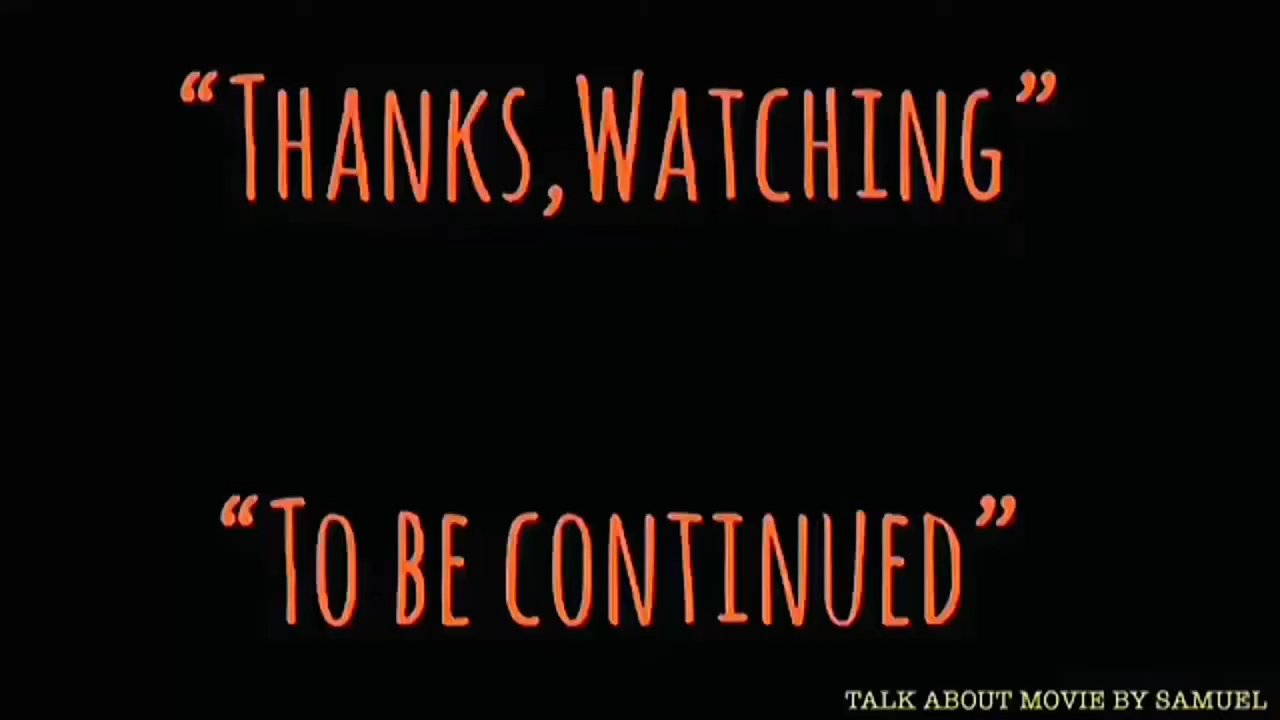 “Thanks,Watching”
“To be continued”
TALK ABOUT MOVIE BY SAMUEL